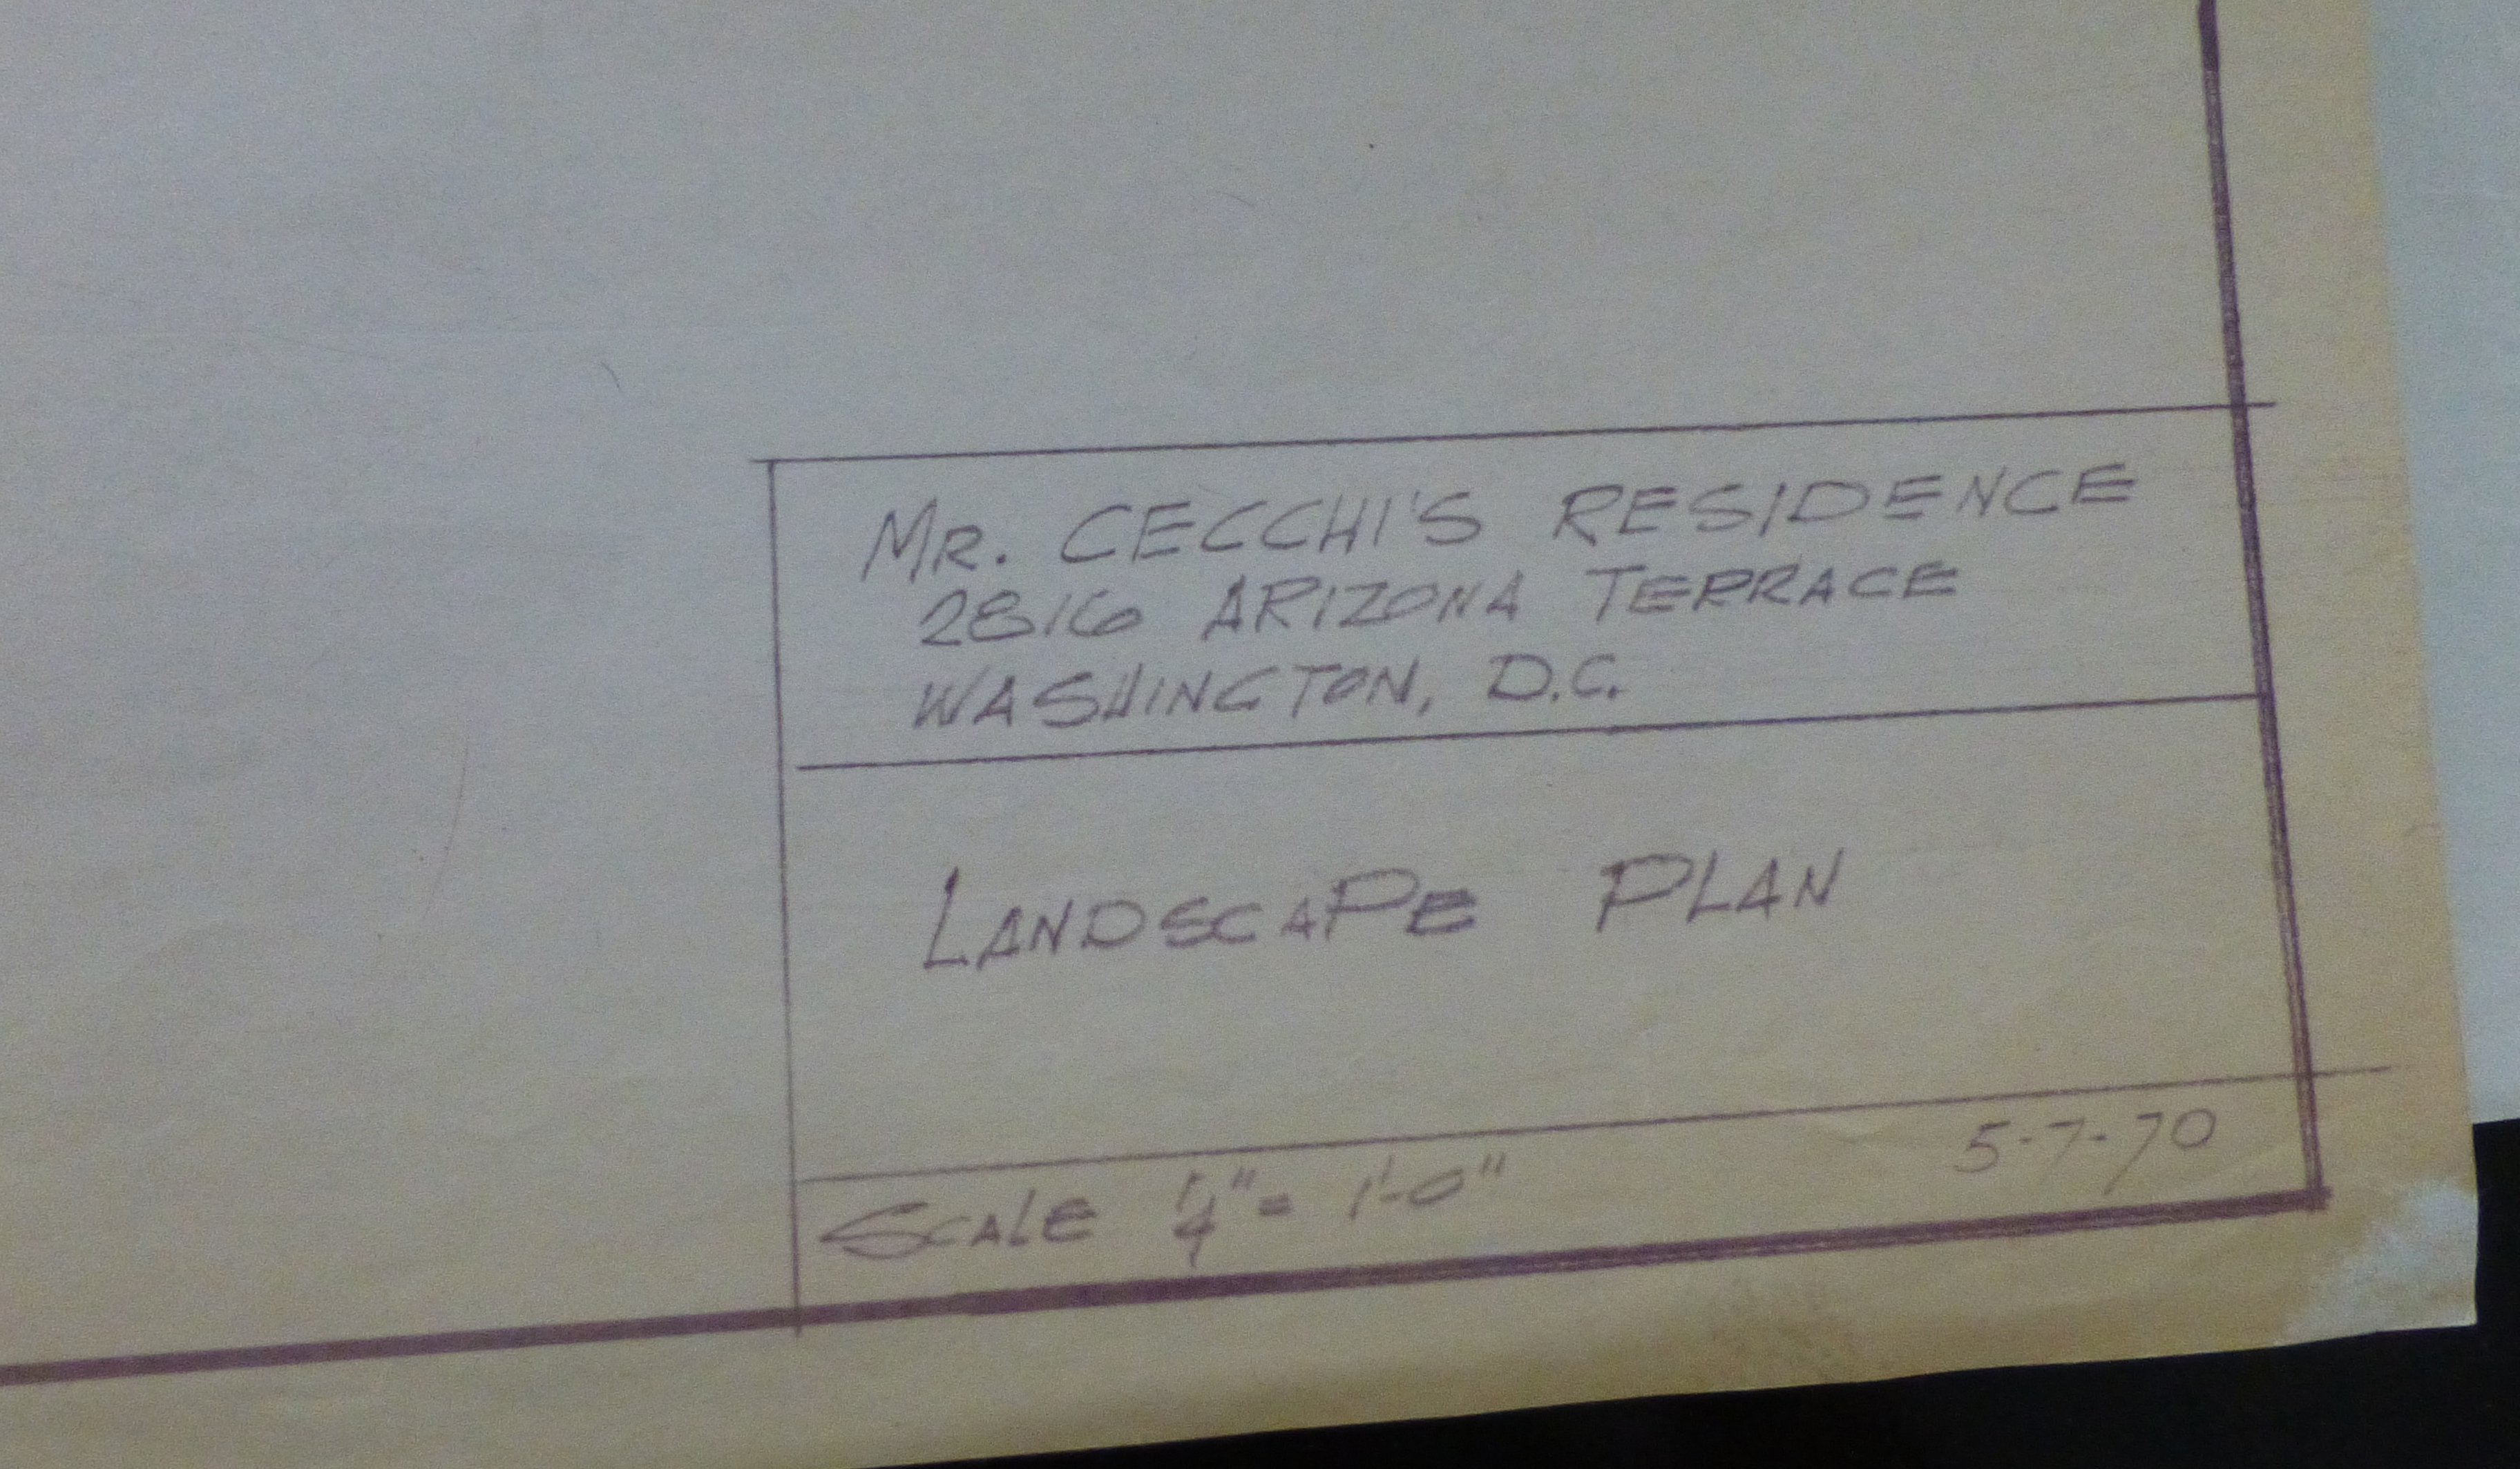 MR. CECCHI'S RESIDENCE
2816 ARIZONA TERRACE
WASHINGTON, D.C.
LANDSCAPE PLAN
SCALE 1/4" = 1'-0"
5-7-70